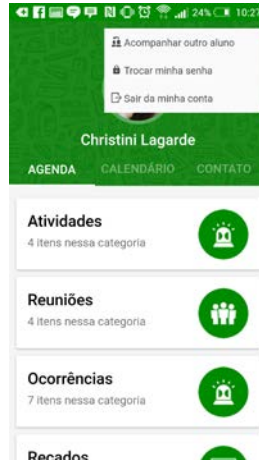 24% 10:27
Acompanhar outro aluno
Trocar minha senha
Sair da minha conta
Christini Lagarde
AGENDA CALENDÁRIO CONTATO
Atividades
4 itens nessa categoria
Reuniões
4 itens nessa categoria
Ocorrências
7 itens nessa categoria
Recados